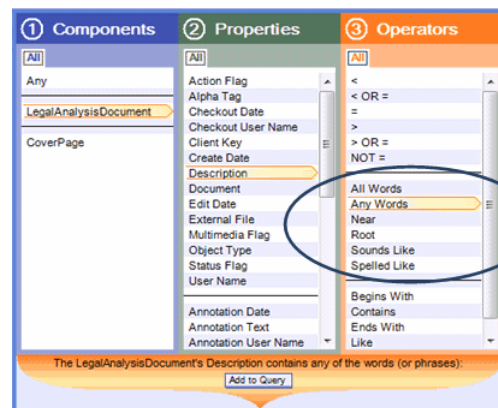 1 Components
All
Any
LegalAnalysisDocument
CoverPage
2 Properties
All
Action Flag
Alpha Tag
Checkout Date
Checkout User Name
Client Key
Create Date
Description
Document
Edit Date
External File
Multimedia Flag
Object Type
Status Flag
User Name
Annotation Date
Annotation Text
Annotation User Name
3 Operators
All
<
< OR =
=
>
> OR =
NOT =
All Words
Any Words
Near
Root
Sounds Like
Spelled Like
Begins With
Contains
Ends With
Like
The LegalAnalysisDocument's Description contains any of the words (or phrases):
Add to Query